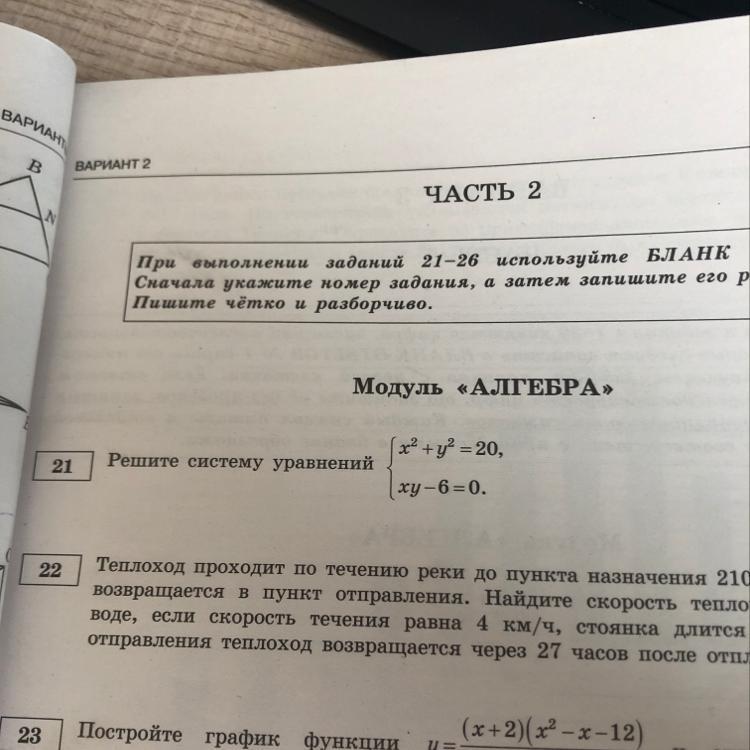 ВАРИАНТ
B
N
ВАРИАНТ 2
ЧАСТЬ 2
При выполнении заданий 21–26 используйте БЛАНК
Сначала укажите номер задания, а затем запишите его р
Пишите чётко и разборчиво.
Модуль «АЛГЕБРА»
21 Решите систему уравнений { x² + y² = 20,
xy − 6 = 0.
22 Теплоход проходит по течению реки до пункта назначения 210
возвращается в пункт отправления. Найдите скорость тепло
воде, если скорость течения равна 4 км/ч, стоянка длится
отправления теплоход возвращается через 27 часов после отпл
23 Постройте график функции y = (x+2)(x² − x − 12)